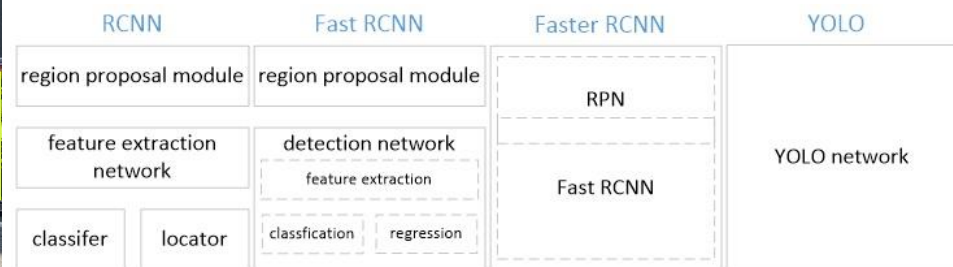 RCNN
Fast RCNN
Faster RCNN
YOLO
region proposal module
region proposal module
RPN
feature extraction
network
detection network
feature extraction
Fast RCNN
YOLO network
classifer
locator
classfication
regression